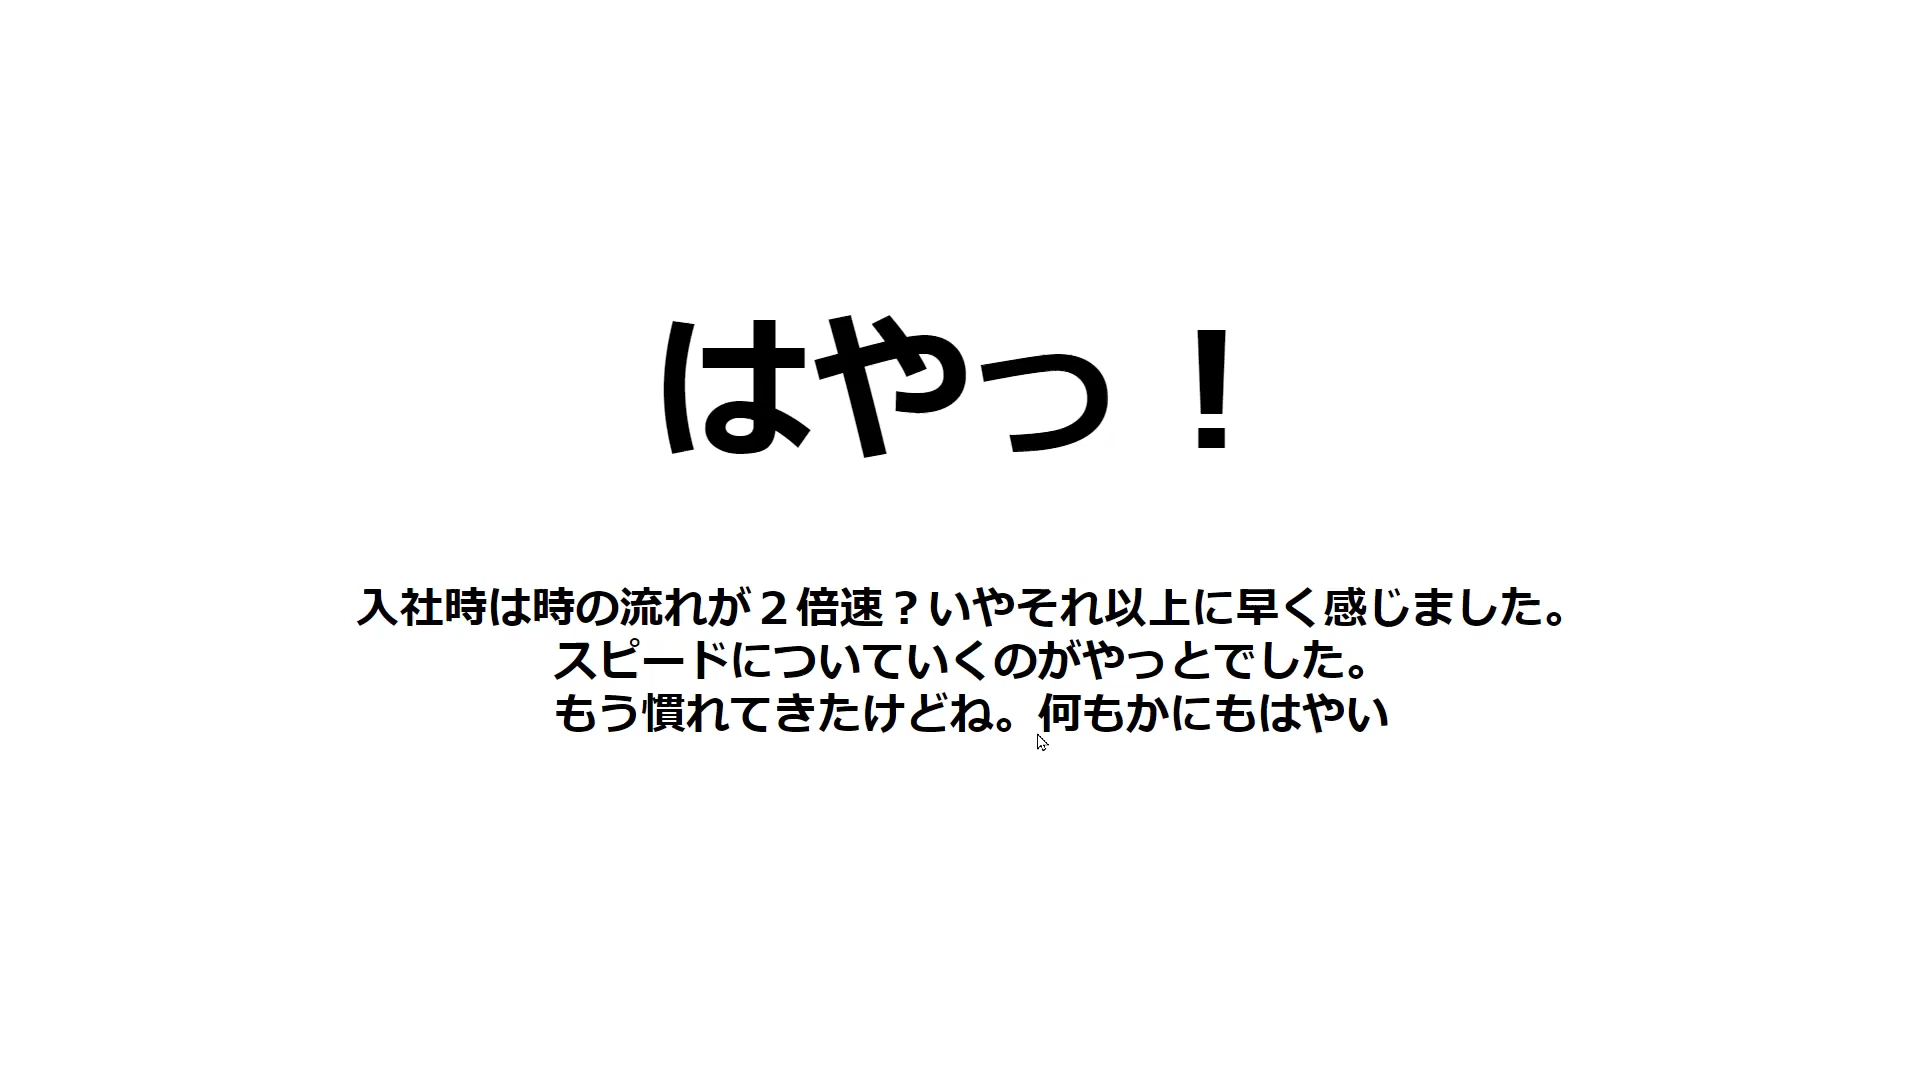 はやっ！
入社時は時の流れが２倍速？いやそれ以上に早く感じました。
スピードについていくのがやっとでした。
もう慣れてきたけどね。何もかにもはやい